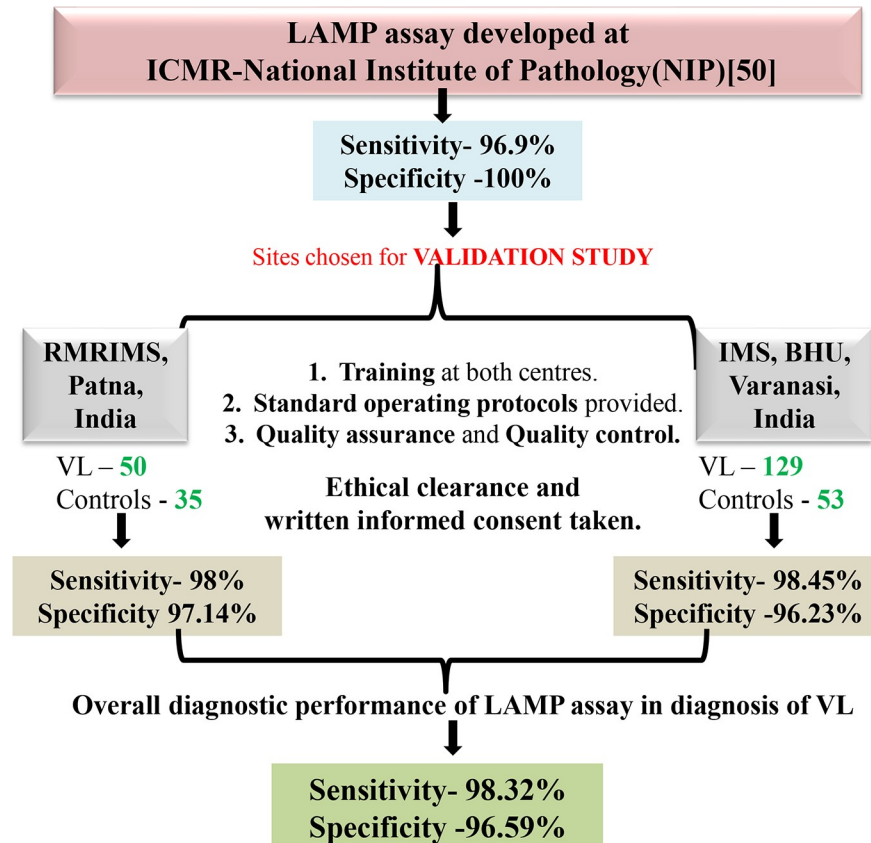 LAMP assay developed at
ICMR-National Institute of Pathology(NIP)[50]
Sensitivity- 96.9%
Specificity -100%
Sites chosen for VALIDATION STUDY
RMRIMS,
Patna,
India
VL – 50
Controls - 35
1. Training at both centres.
2. Standard operating protocols provided.
3. Quality assurance and Quality control.
Ethical clearance and
written informed consent taken.
IMS, BHU,
Varanasi,
India
VL – 129
Controls - 53
Sensitivity- 98%
Specificity 97.14%
Sensitivity- 98.45%
Specificity -96.23%
Overall diagnostic performance of LAMP assay in diagnosis of VL
Sensitivity- 98.32%
Specificity -96.59%